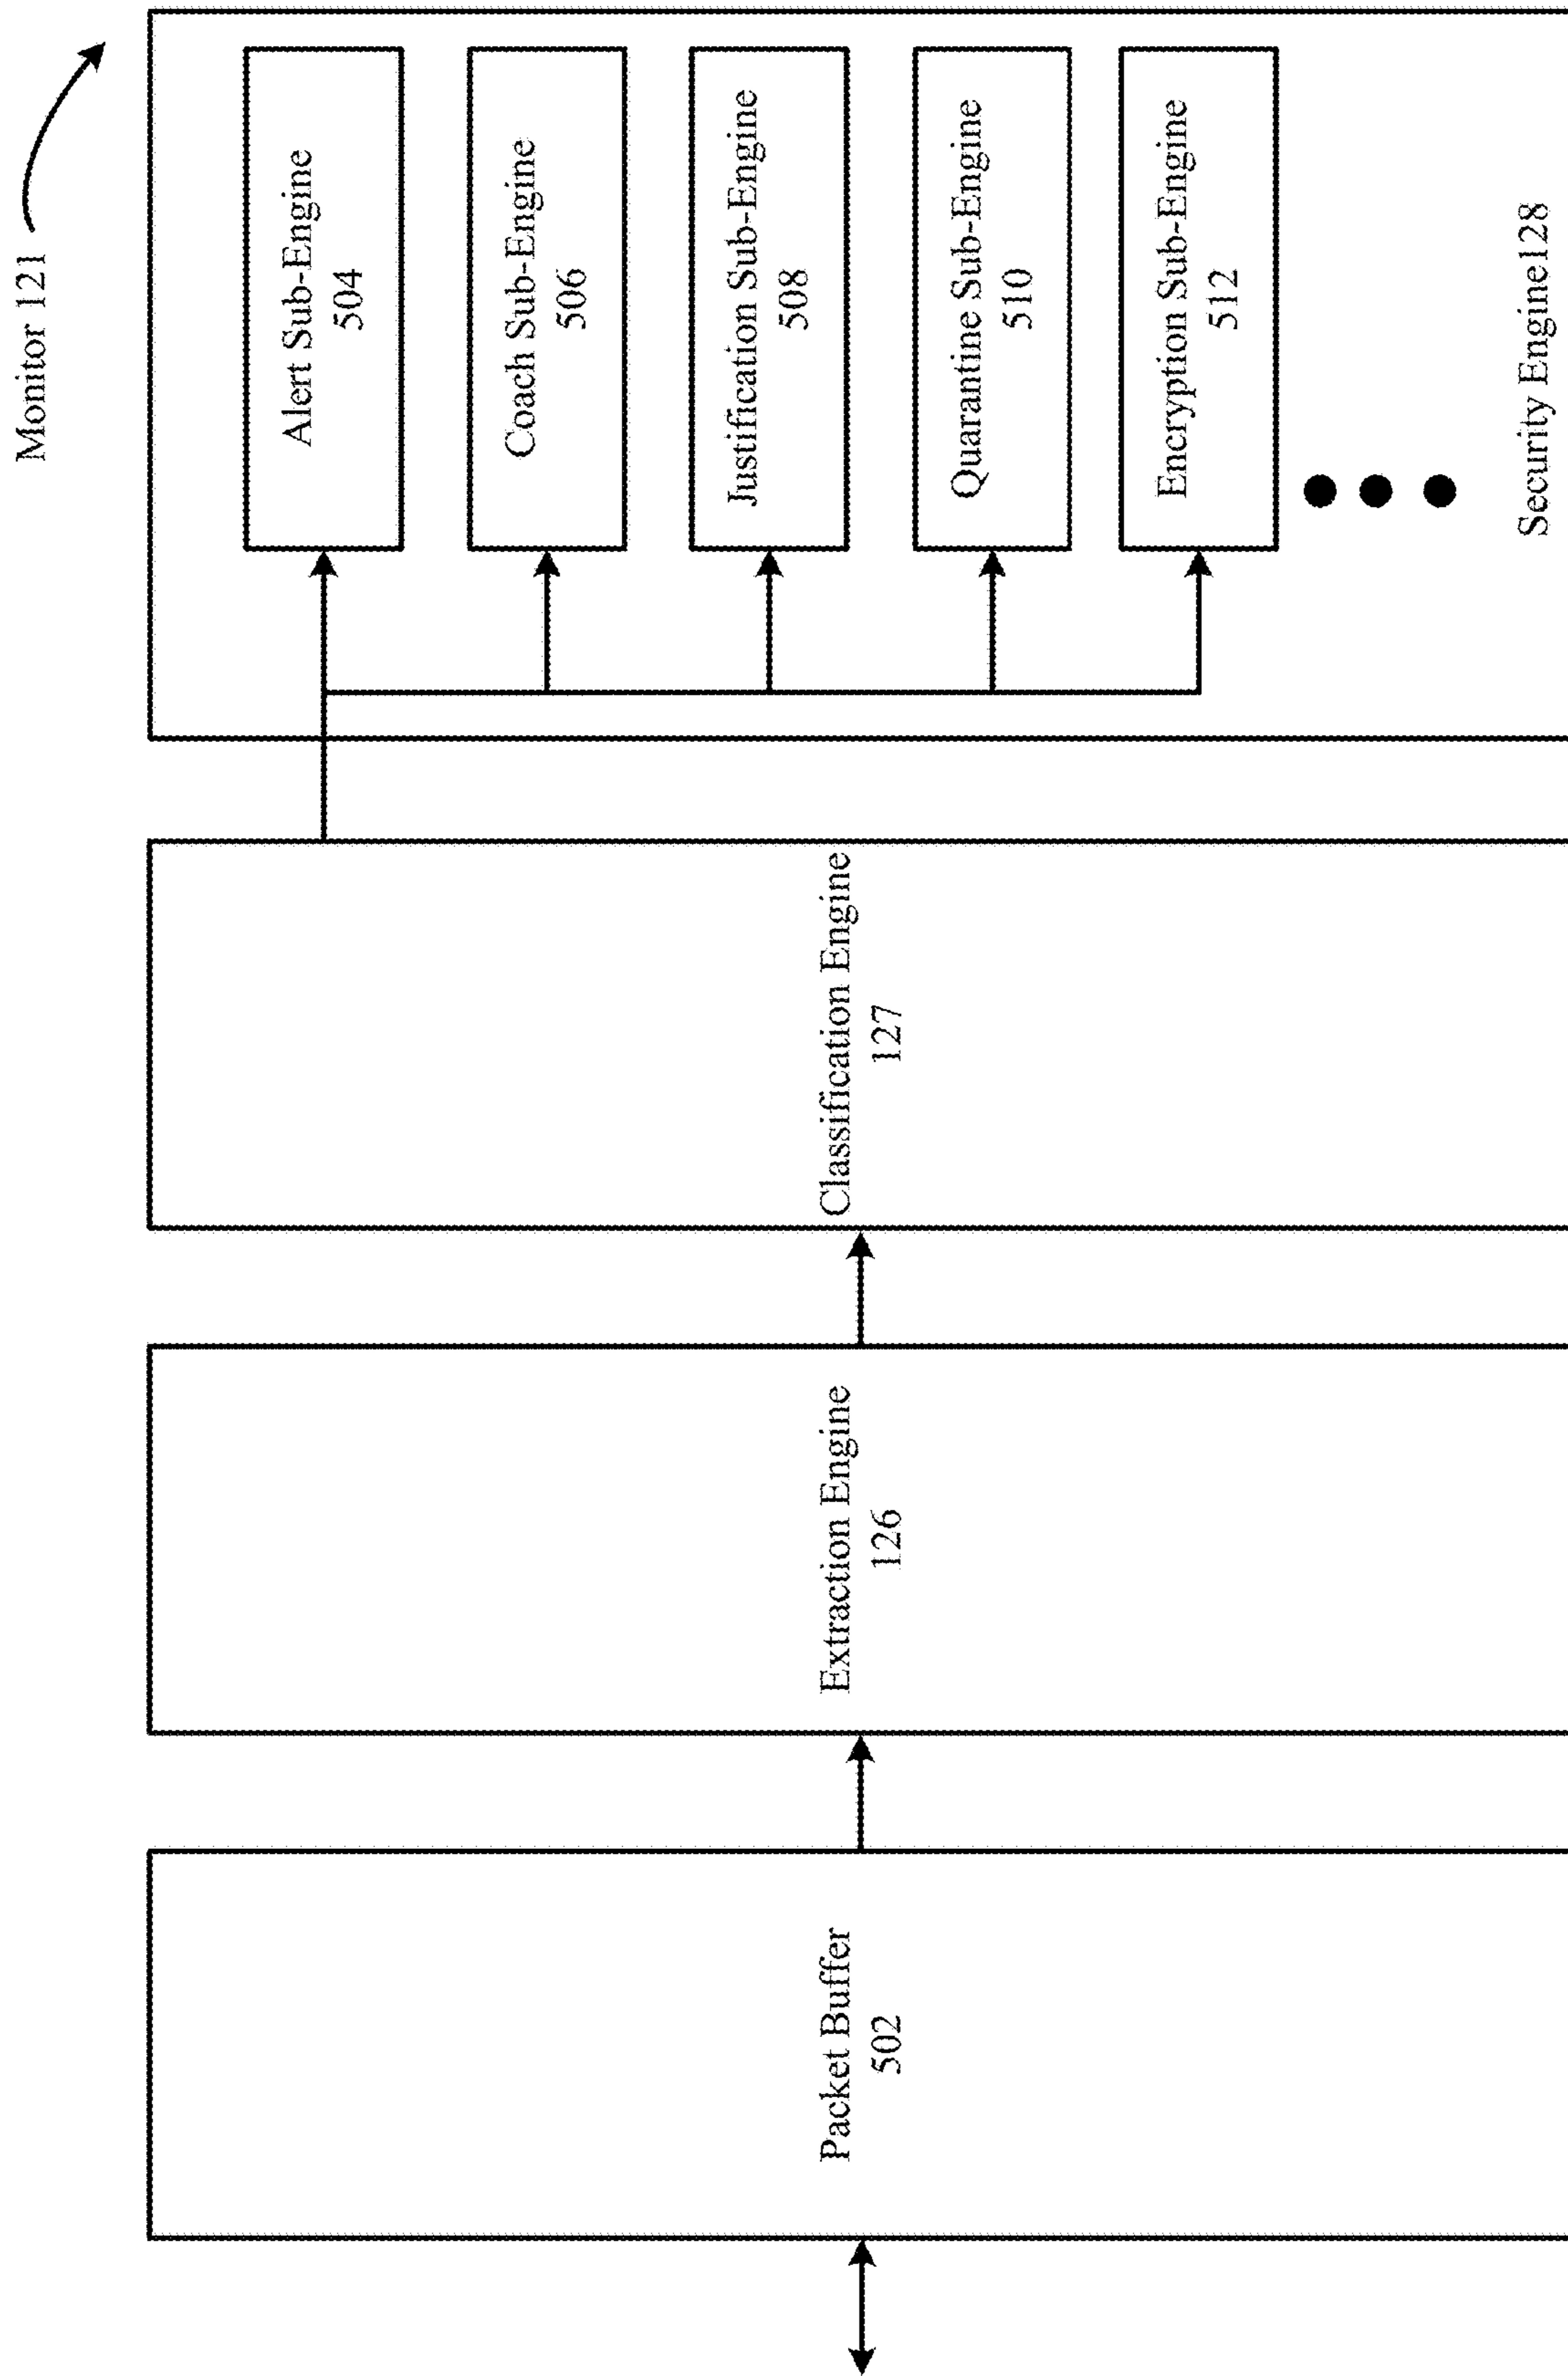 Monitor 121
Packet Buffer
502
Extraction Engine
126
Classification Engine
127
Alert Sub-Engine
504
Coach Sub-Engine
506
Justification Sub-Engine
508
Quarantine Sub-Engine
510
Encryption Sub-Engine
512
Security Engine128